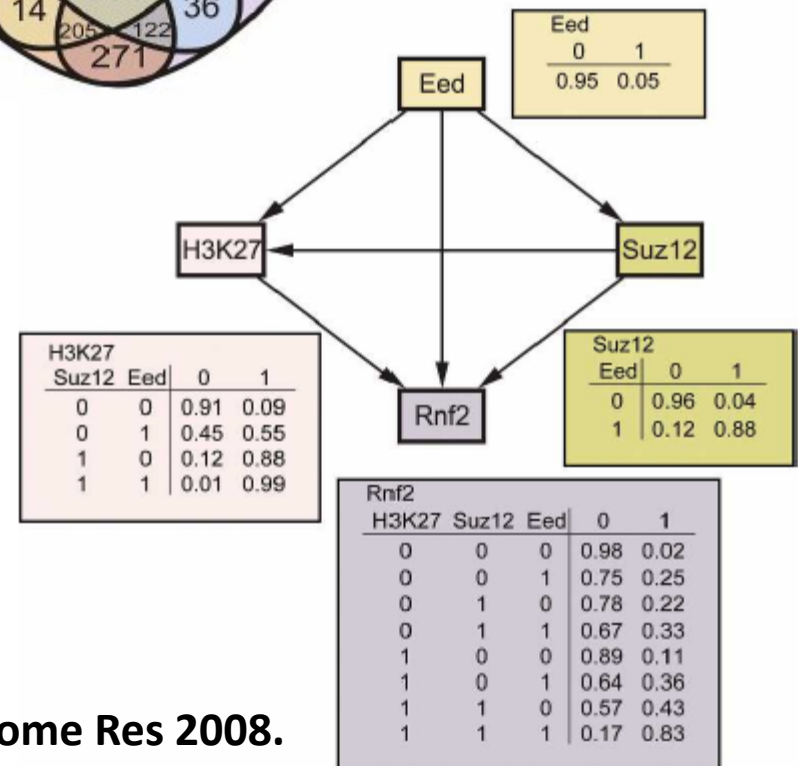 14
36
205
122
271
Eed
0 1
0.95 0.05
Eed
H3K27
Suz12
H3K27
Suz12 Eed 0 1
0 0 0.91 0.09
0 1 0.45 0.55
1 0 0.12 0.88
1 1 0.01 0.99
Suz12
Eed 0 1
0 0.96 0.04
1 0.12 0.88
Rnf2
Rnf2
H3K27 Suz12 Eed 0 1
0 0 0 0.98 0.02
0 0 1 0.75 0.25
0 1 0 0.78 0.22
0 1 1 0.67 0.33
1 0 0 0.89 0.11
1 0 1 0.64 0.36
1 1 0 0.57 0.43
1 1 1 0.17 0.83
ome Res 2008.